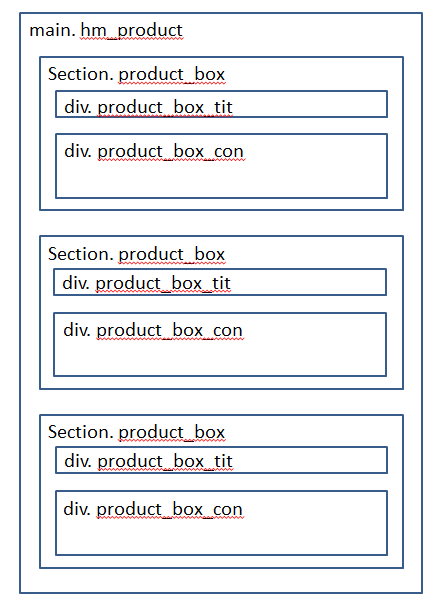 main. hm_product
Section. product_box
div. product_box_tit
div. product_box_con
Section. product_box
div. product_box_tit
div. product_box_con
Section. product_box
div. product_box_tit
div. product_box_con